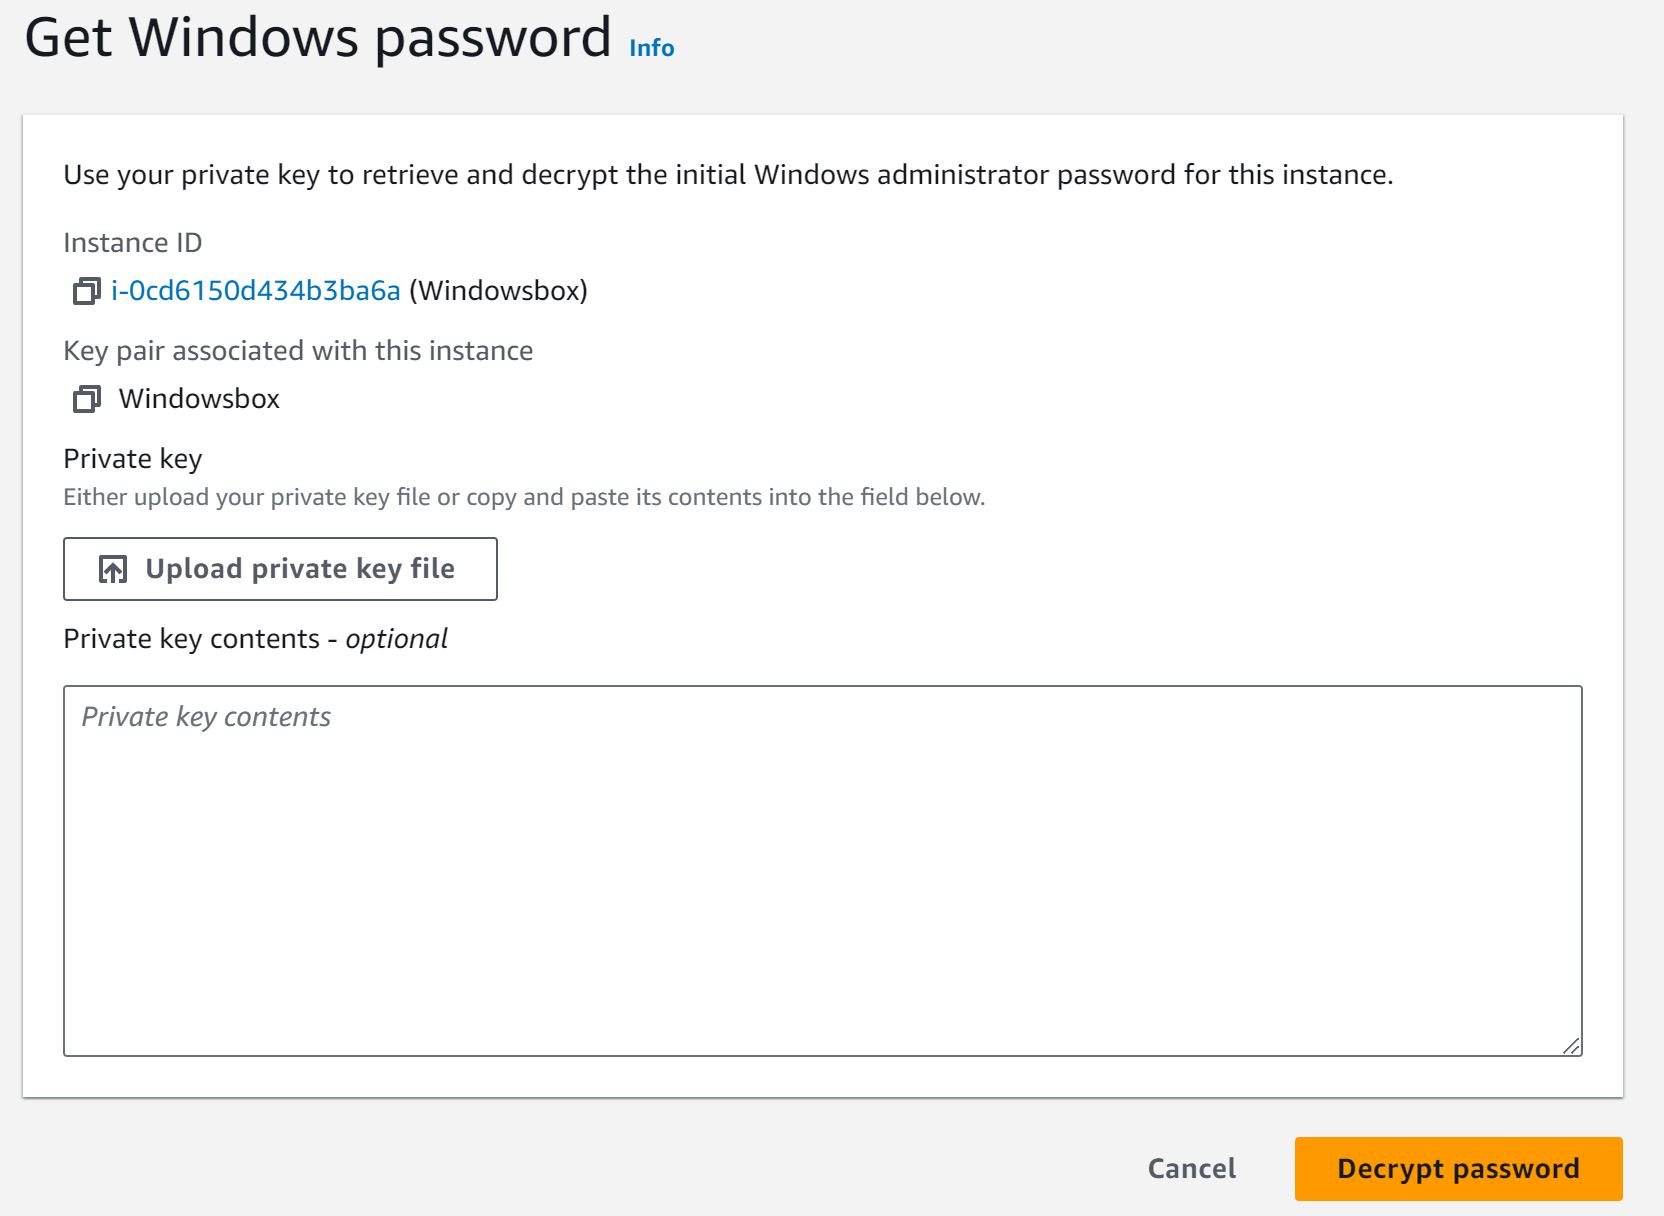 Get Windows password Info
Use your private key to retrieve and decrypt the initial Windows administrator password for this instance.
Instance ID
i-0cd6150d434b3ba6a (Windowsbox)
Key pair associated with this instance
Windowsbox
Private key
Either upload your private key file or copy and paste its contents into the field below.
Upload private key file
Private key contents - optional
Private key contents
Cancel Decrypt password